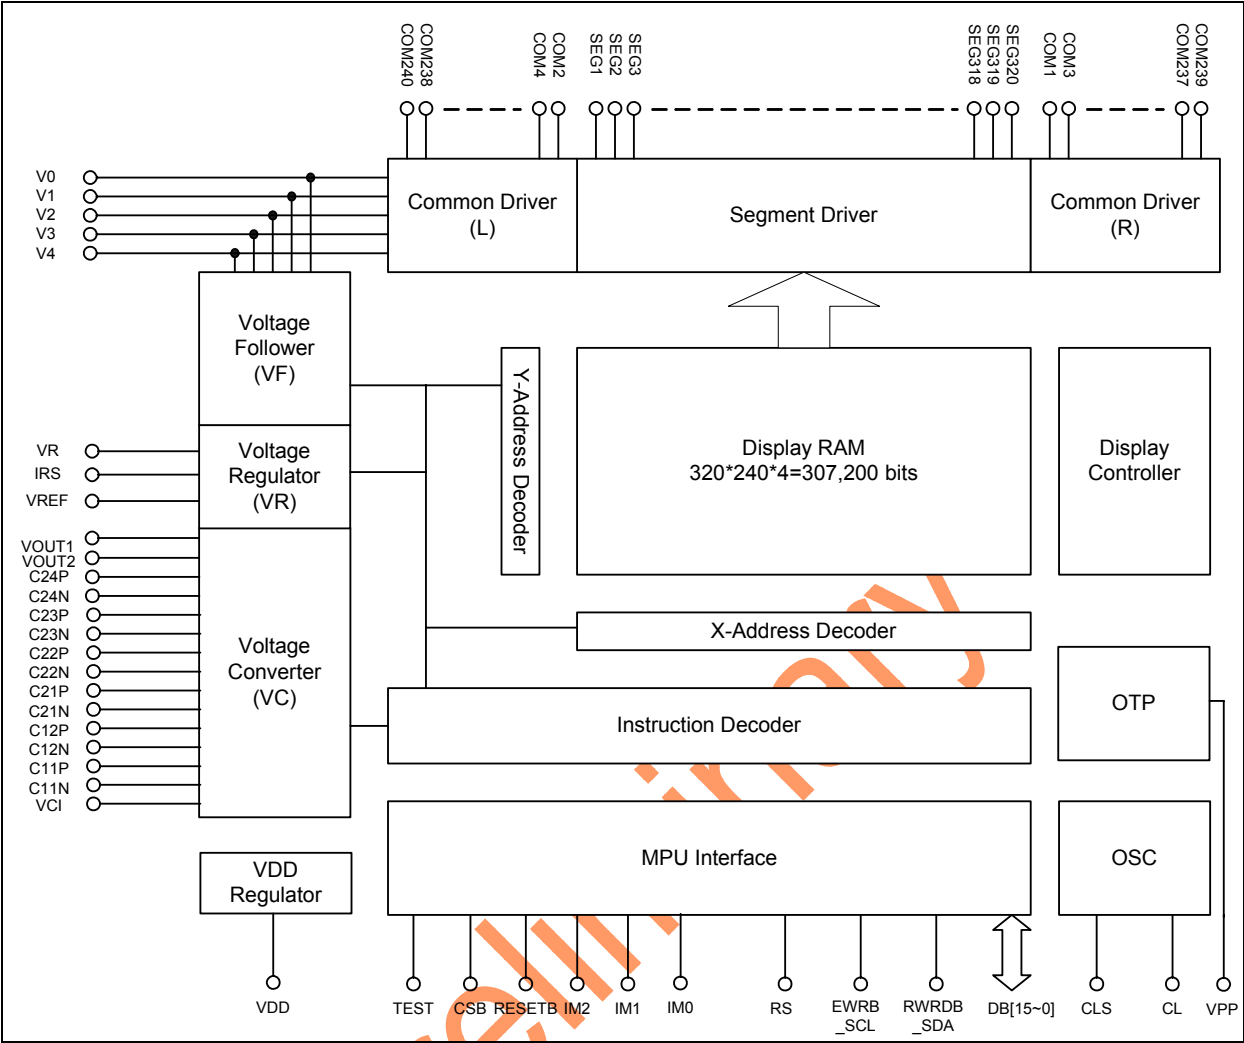 COM240
COM238
COM4
COM2
SEG1
SEG2
SEG3
SEG318
SEG319
SEG320
COM1
COM3
COM237
COM239
V0
V1
V2
V3
V4
Common Driver
(L)
Segment Driver
Common Driver
(R)
Voltage
Follower
(VF)
Y-Address Decoder
Display RAM
320*240*4=307,200 bits
Display
Controller
VR
IRS
VREF
Voltage
Regulator
(VR)
VOUT1
VOUT2
C24P
C24N
C23P
C23N
C22P
C22N
C21P
C21N
C12P
C12N
C11P
C11N
VCI
Voltage
Converter
(VC)
X-Address Decoder
Instruction Decoder
OTP
MPU Interface
OSC
VDD
Regulator
VDD
TEST
CSB
RESETB
IM2
IM1
IM0
RS
EWRB
_SCL
RWRDB
_SDA
DB[15~0]
CLS
CL
VPP